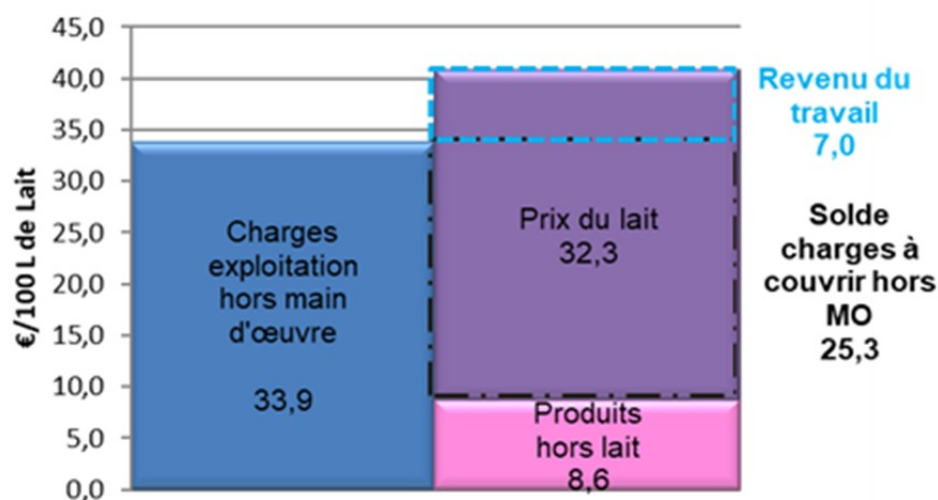 45,0
40,0
35,0
30,0
25,0
20,0
15,0
10,0
5,0
0,0
€/100 L de Lait
Charges
exploitation
hors main
d'œuvre
33,9
Prix du lait
32,3
Produits
hors lait
8,6
Revenu du
travail
7,0
Solde
charges à
couvrir hors
MO
25,3